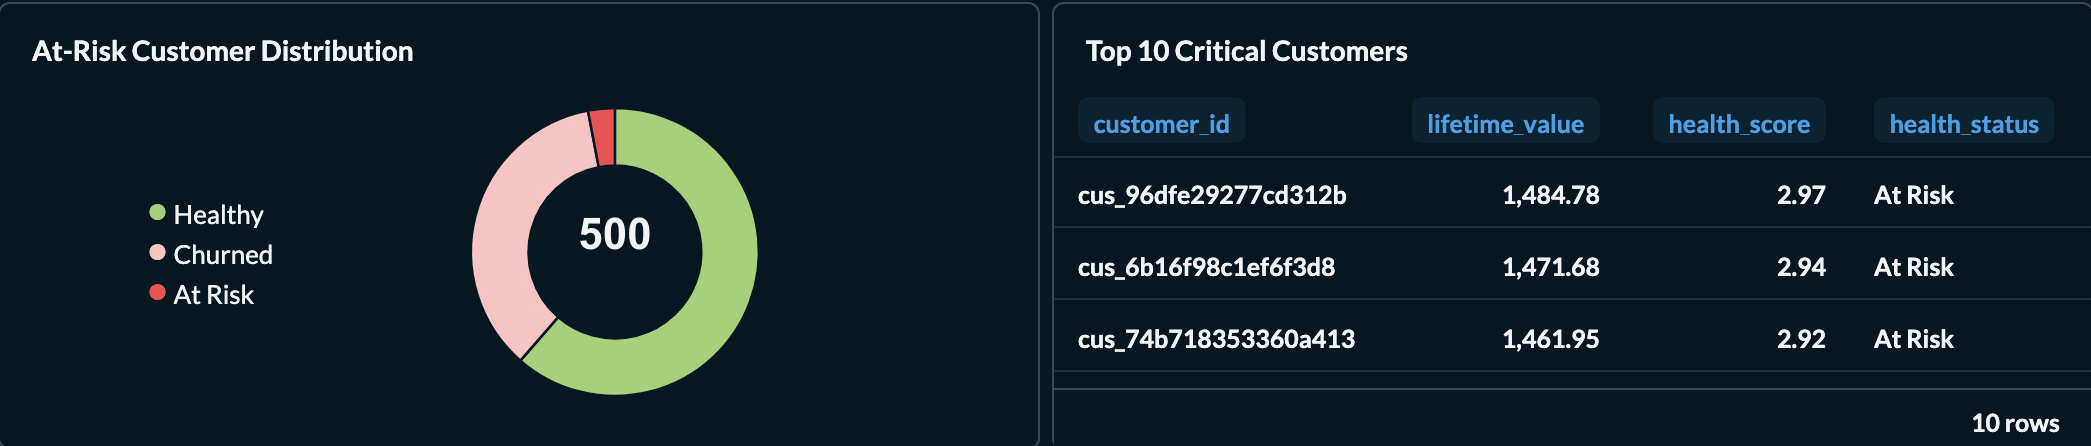 At-Risk Customer Distribution
Healthy
Churned
At Risk
500
Top 10 Critical Customers
customer_id lifetime_value health_score health_status
cus_96dfe29277cd312b 1,484.78 2.97 At Risk
cus_6b16f98c1ef6f3d8 1,471.68 2.94 At Risk
cus_74b718353360a413 1,461.95 2.92 At Risk
10 rows